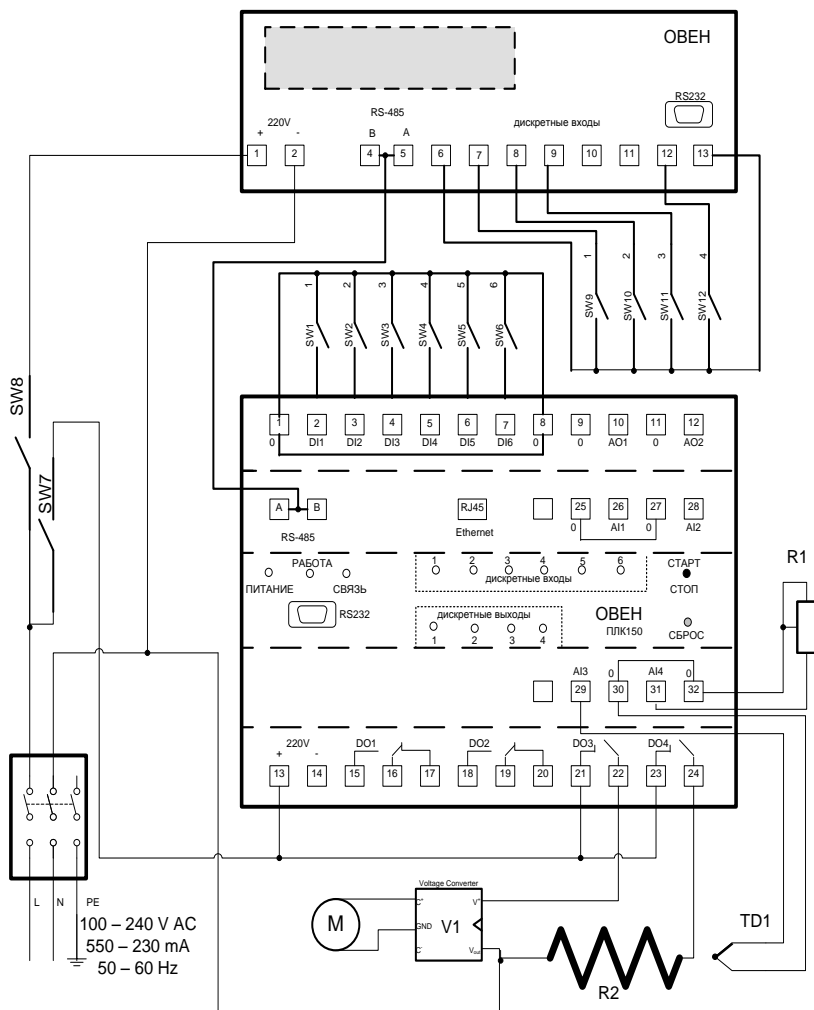 ОВЕН
RS232
RS-485
220V
дискретные входы
+ - B A
1 2 4 5 6 7 8 9 10 11 12 13
1 2 3 4
SW9 SW10 SW11 SW12
1 2 3 4 5 6
SW1 SW2 SW3 SW4 SW5 SW6
SW8
SW7
1 2 3 4 5 6 7 8 9 10 11 12
0 DI1 DI2 DI3 DI4 DI5 DI6 0 0 AO1 0 AO2
A B RJ45 25 26 27 28
RS-485 Ethernet 0 AI1 0 AI2
R1
РАБОТА
ПИТАНИЕ СВЯЗЬ
1 2 3 4 5 6
дискретные входы
СТАРТ
СТОП
RS232
дискретные выходы
1 2 3 4
ОВЕН
ПЛК150
СБРОС
AI3 0 AI4 0
29 30 31 32
220V
+ - DO1 DO2 DO3 DO4
13 14 15 16 17 18 19 20 21 22 23 24
L N PE
100 – 240 V AC
550 – 230 mA
50 – 60 Hz
Voltage Converter
C+ V+
GND
C- Vout
V1
M
R2
TD1